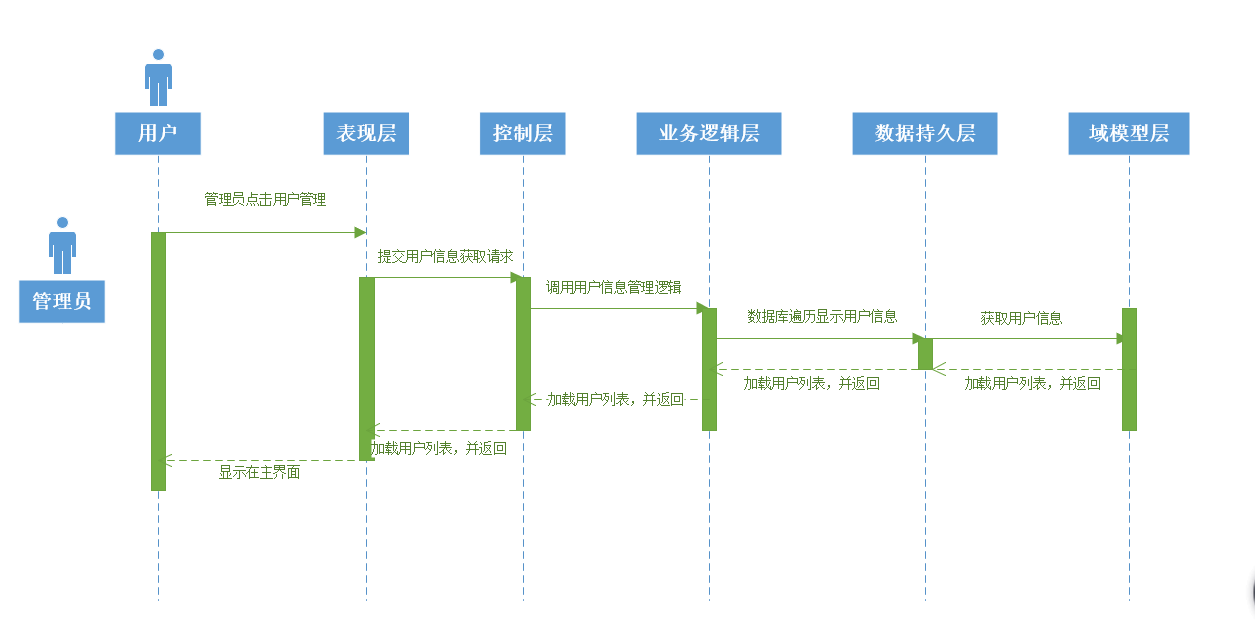 用户
表现层
控制层
业务逻辑层
数据持久层
域模型层
管理员点击用户管理
管理员
提交用户信息获取请求
调用用户信息管理逻辑
数据库遍历显示用户信息
获取用户信息
加载用户列表，并返回
加载用户列表，并返回
加载用户列表，并返回
加载用户列表，并返回
显示在主界面